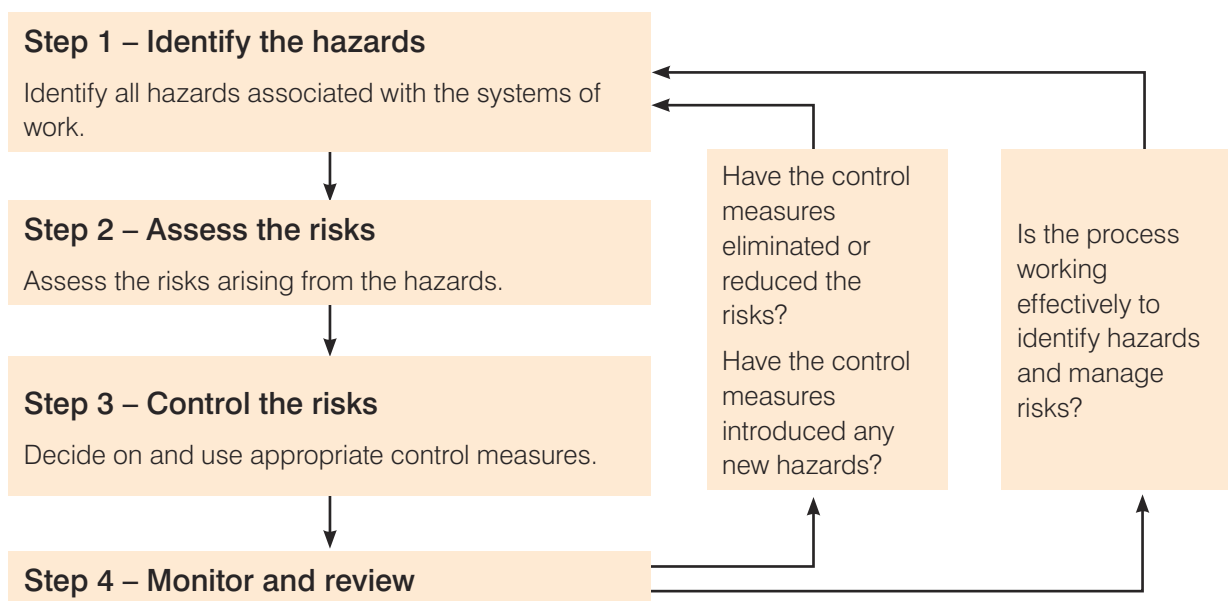 Step 1 – Identify the hazards
Identify all hazards associated with the systems of
work.
Step 2 – Assess the risks
Assess the risks arising from the hazards.
Step 3 – Control the risks
Decide on and use appropriate control measures.
Step 4 – Monitor and review
Have the control
measures
eliminated or
reduced the
risks?
Have the control
measures
introduced any
new hazards?
Is the process
working
effectively to
identify hazards
and manage
risks?